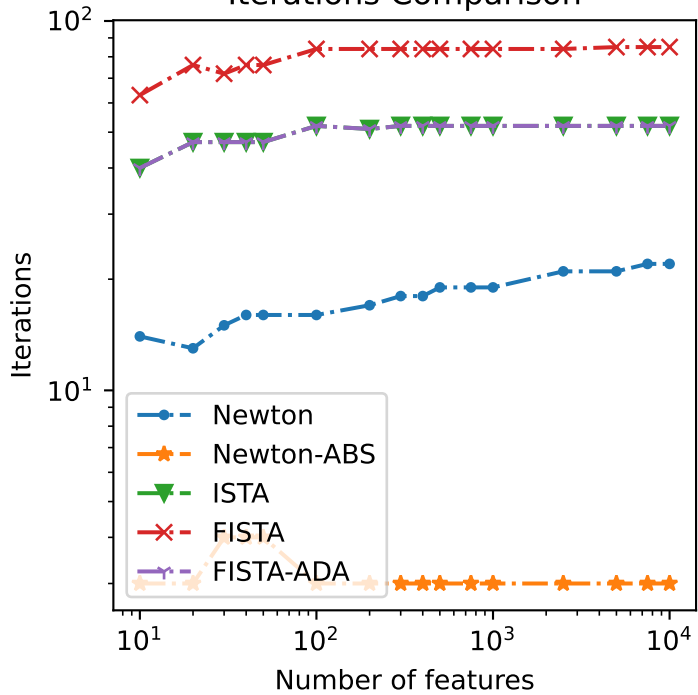 Iterations Comparison
10²
10¹
Iterations
Newton
Newton-ABS
ISTA
FISTA
FISTA-ADA
10¹ 10² 10³ 10⁴
Number of features